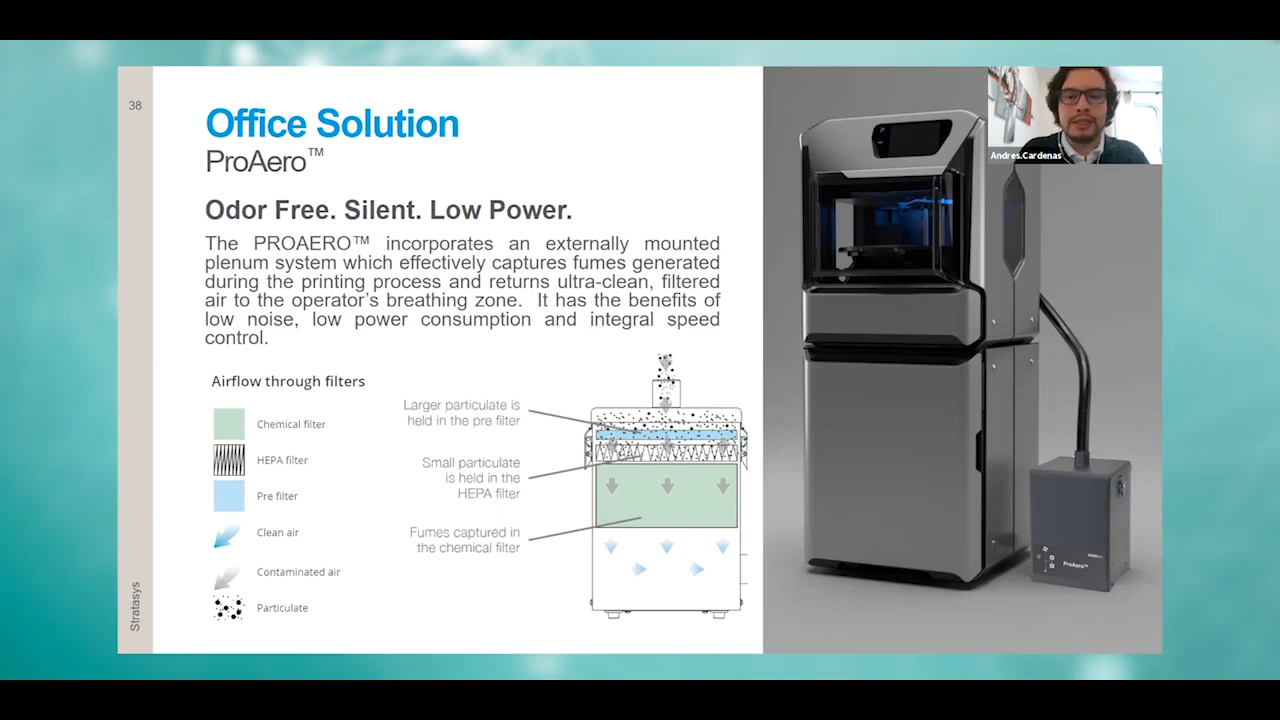 38
Office Solution
ProAero™
Odor Free. Silent. Low Power.
The PROAERO™ incorporates an externally mounted
plenum system which effectively captures fumes generated
during the printing process and returns ultra-clean, filtered
air to the operator's breathing zone. It has the benefits of
low noise, low power consumption and integral speed
control.
Airflow through filters
Chemical filter
HEPA filter
Pre filter
Clean air
Contaminated air
Particulate
Larger particulate is
held in the pre filter
Small particulate
is held in the
HEPA filter
Fumes captured in
the chemical filter
Stratasys
Andres.Cardenas
ProAero™